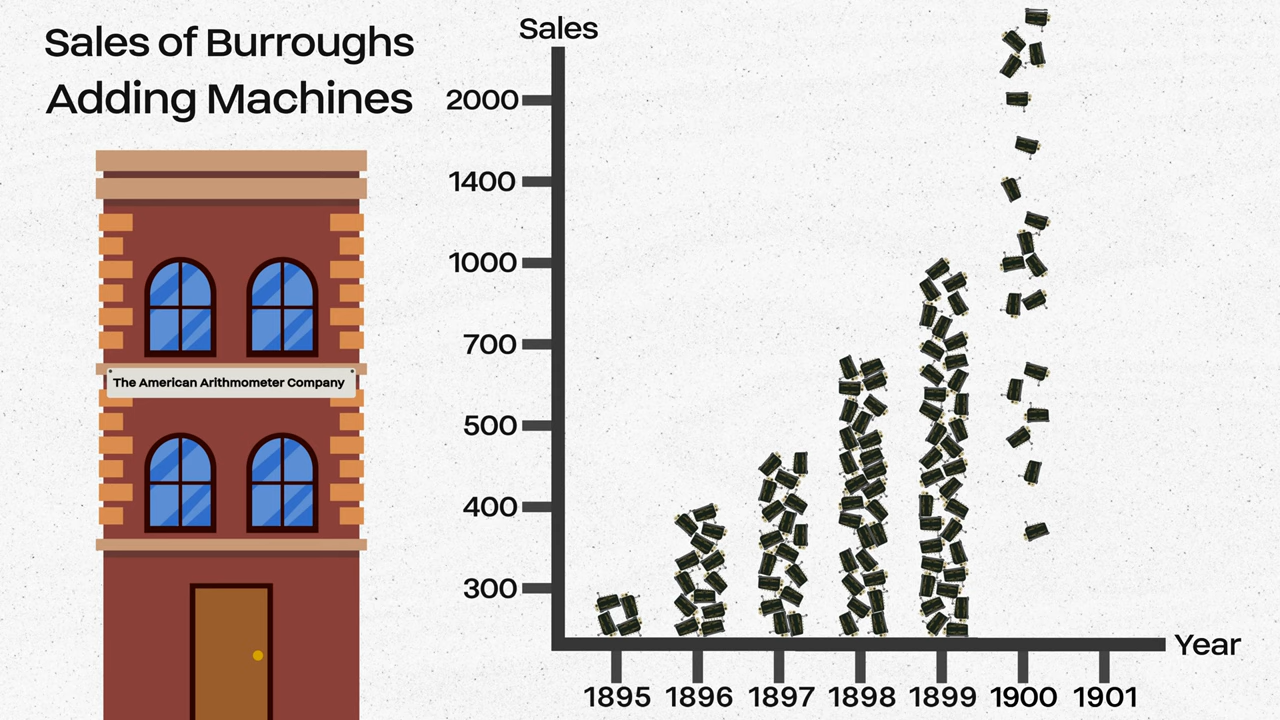 Sales of Burroughs
Adding Machines
The American Arithmometer Company
Sales
2000
1400
1000
700
500
400
300
Year
1895 1896 1897 1898 1899 1900 1901